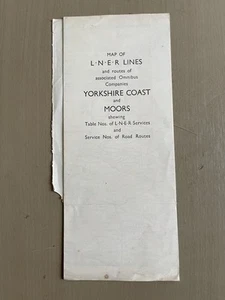 MAP OF
L·N·E·R LINES
and routes of
associated Omnibus
Companies
YORKSHIRE COAST
and
MOORS
showing
Table Nos. of L·N·E·R Services
and
Service Nos. of Road Routes